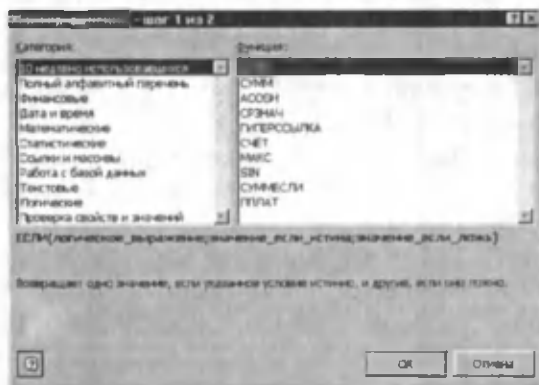 - шаг 1 из 2
Категория:
Функция:
10 недавно использовавшихся
Полный алфавитный перечень
Финансовые
Дата и время
Математические
Статистические
Ссылки и массивы
Работа с базой данных
Текстовые
Логические
Проверка свойств и значений
СУММ
ACOSH
СРЗНАЧ
ГИПЕРССЫЛКА
СЧЁТ
МАКС
SIN
СУММЕСЛИ
ППЛАТ
ЕСЛИ(логическое_выражение;значение_если_истина;значение_если_ложь)
Возвращает одно значение, если указанное условие истинно, и другое, если оно ложно.
ОК
Отмена